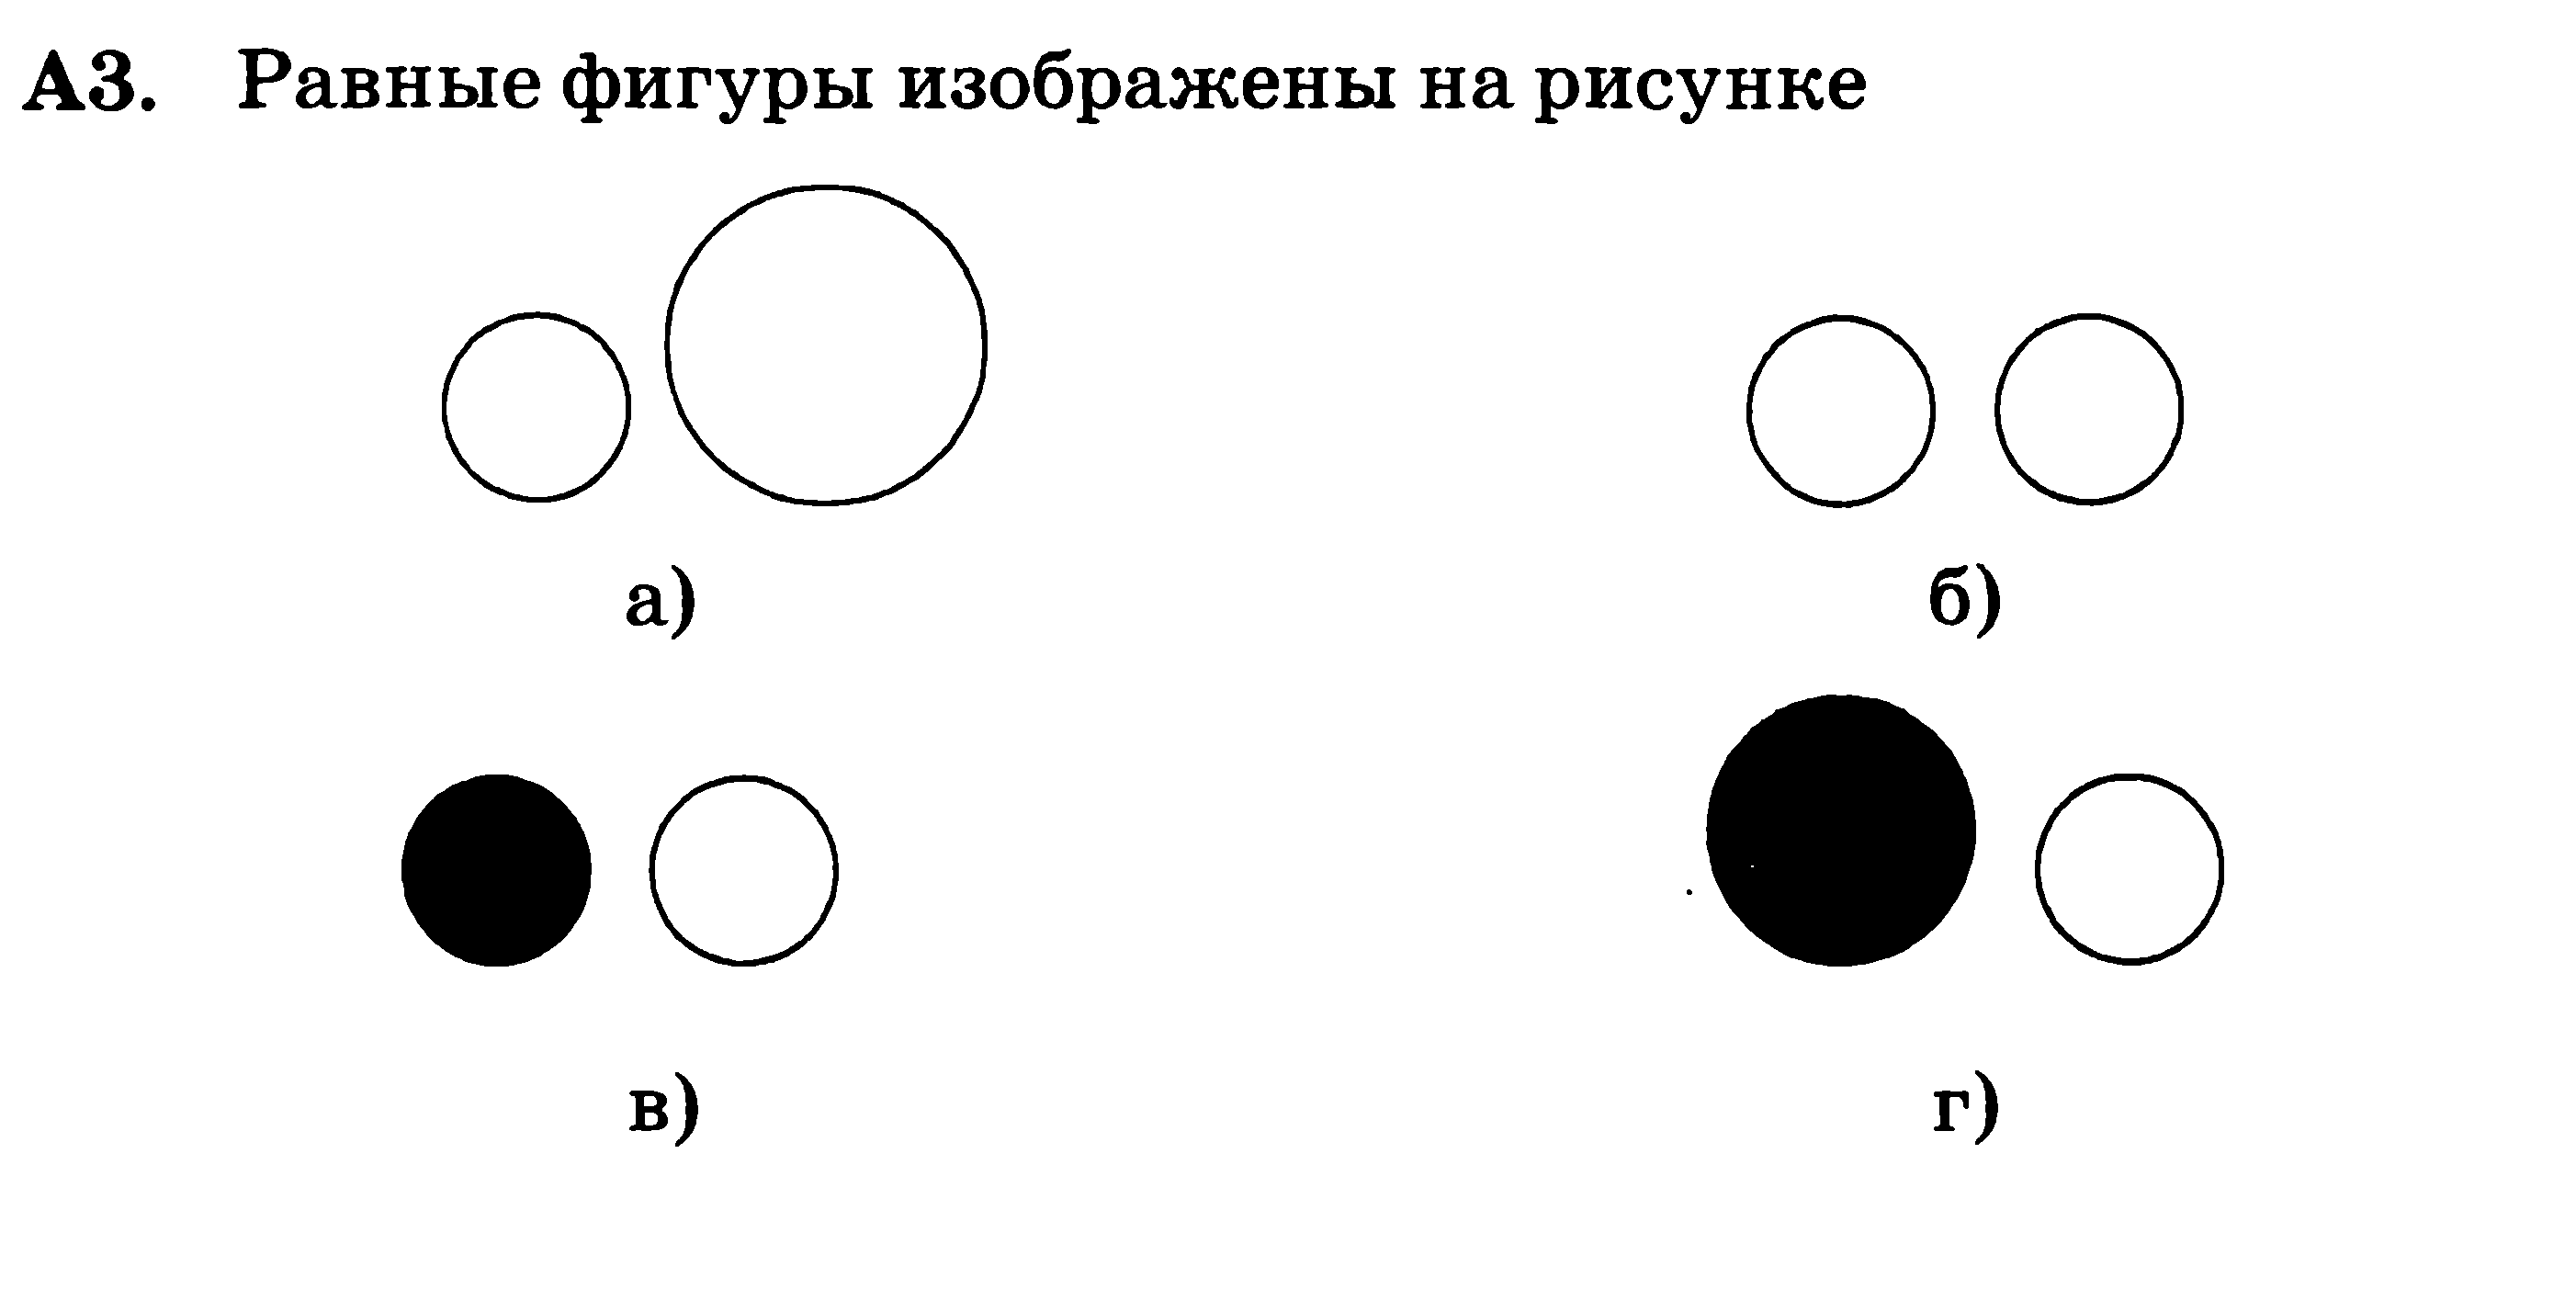 А3. Равные фигуры изображены на рисунке
а)
б)
в)
г)